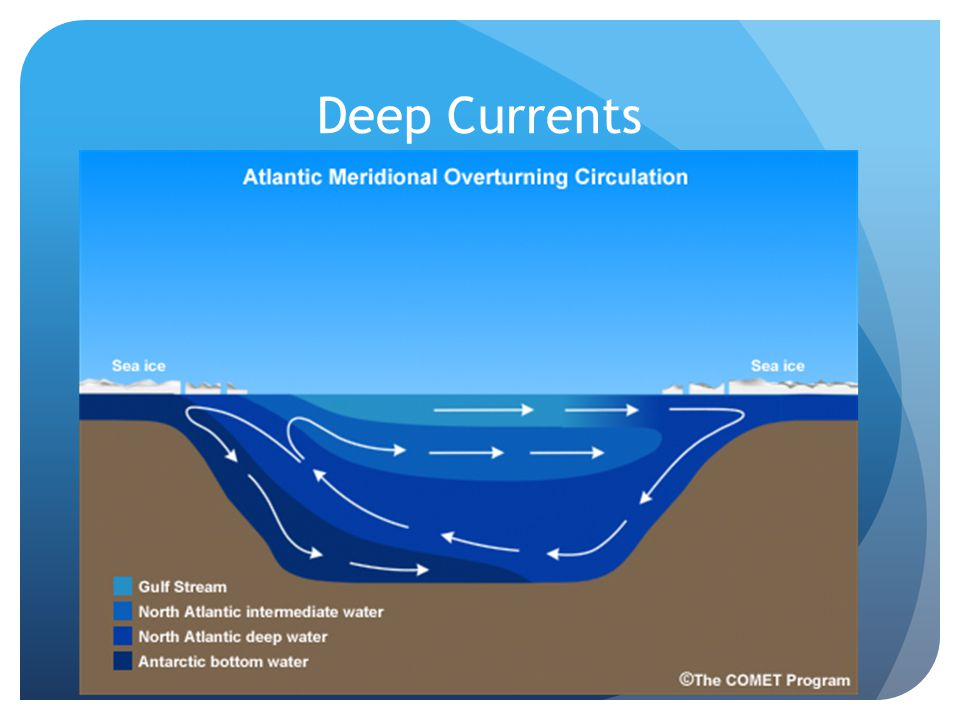 Deep Currents
Atlantic Meridional Overturning Circulation
Sea ice
Sea ice
Gulf Stream
North Atlantic intermediate water
North Atlantic deep water
Antarctic bottom water
©The COMET Program